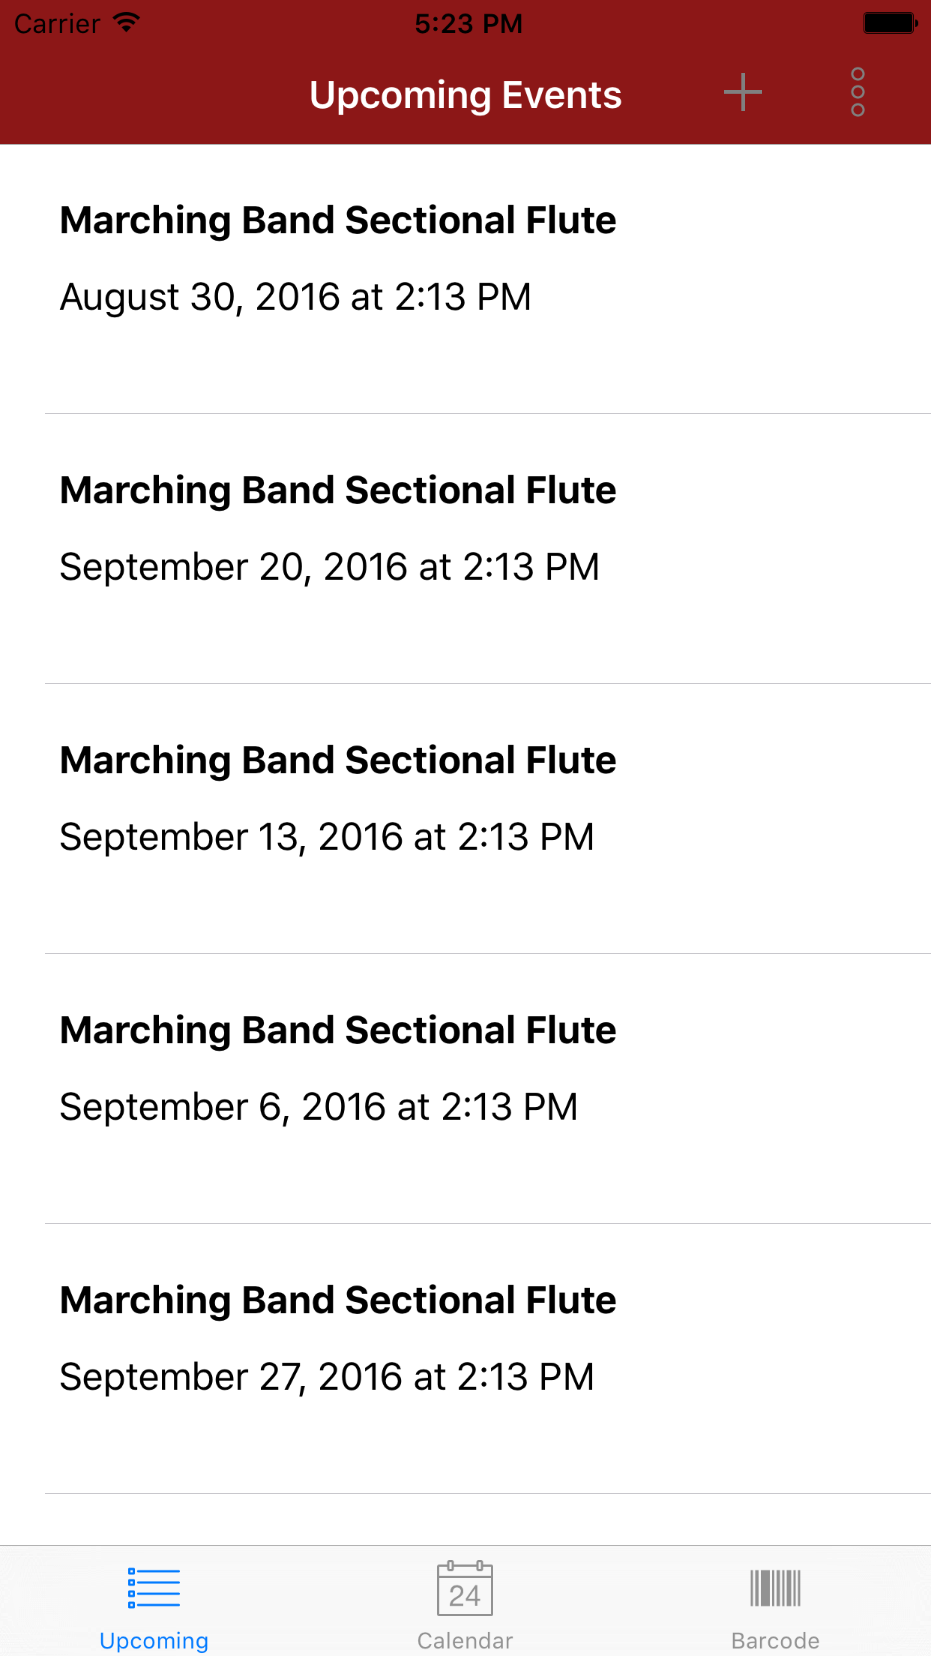 Carrier 5:23 PM
Upcoming Events
Marching Band Sectional Flute
August 30, 2016 at 2:13 PM
Marching Band Sectional Flute
September 20, 2016 at 2:13 PM
Marching Band Sectional Flute
September 13, 2016 at 2:13 PM
Marching Band Sectional Flute
September 6, 2016 at 2:13 PM
Marching Band Sectional Flute
September 27, 2016 at 2:13 PM
24
Upcoming Calendar Barcode